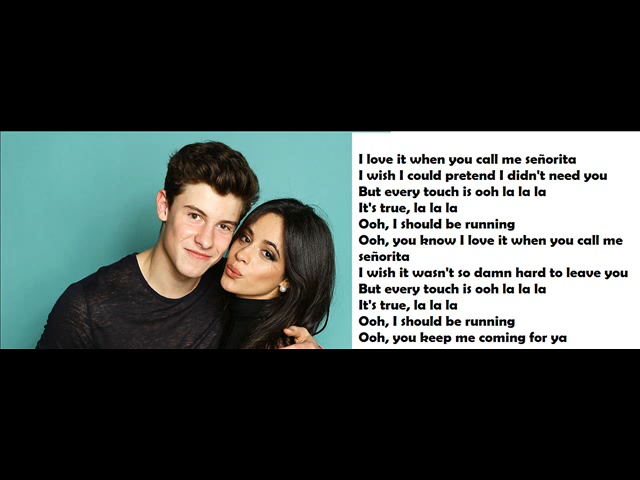 I love it when you call me señorita
I wish I could pretend I didn't need you
But every touch is ooh la la la
It's true, la la la
Ooh, I should be running
Ooh, you know I love it when you call me
señorita
I wish it wasn't so damn hard to leave you
But every touch is ooh la la la
It's true, la la la
Ooh, I should be running
Ooh, you keep me coming for ya